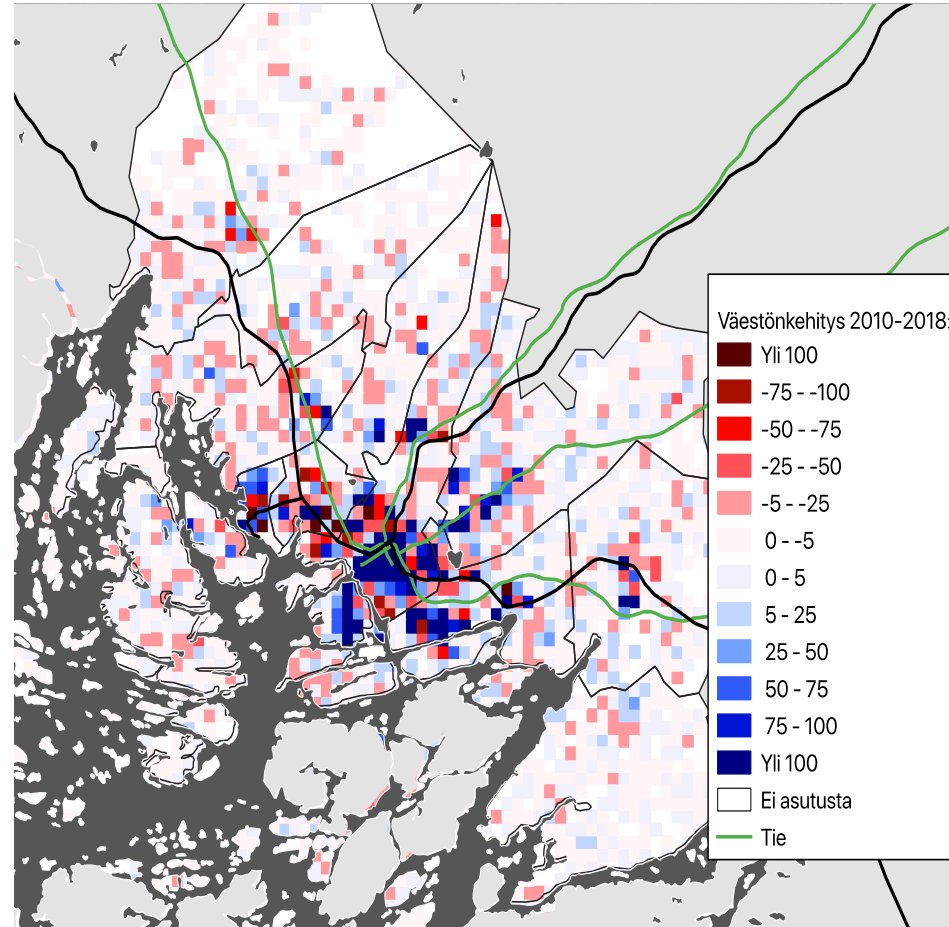 Väestönkehitys 2010-2018:
Yli 100
-75 - -100
-50 - -75
-25 - -50
-5 - -25
0 - -5
0 - 5
5 - 25
25 - 50
50 - 75
75 - 100
Yli 100
Ei asutusta
Tie